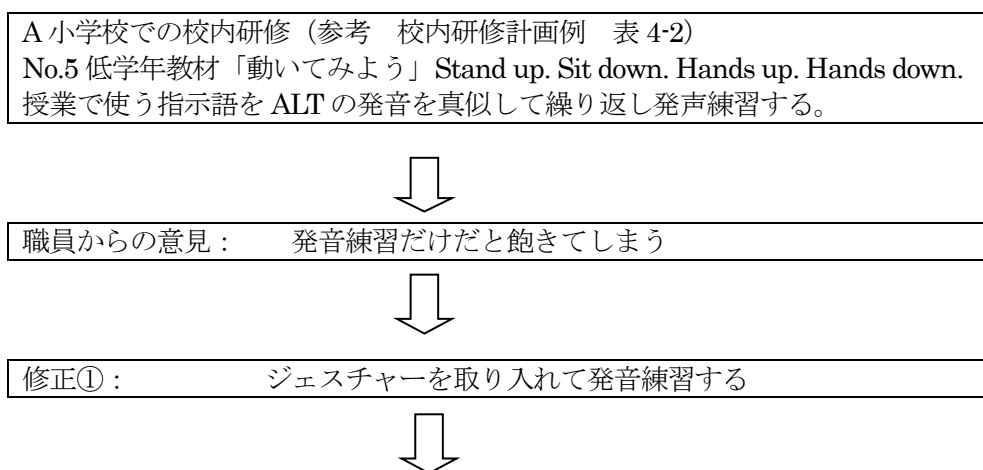 A 小学校での校内研修（参考　校内研修計画例　表 4-2）
No.5 低学年教材「動いてみよう」Stand up. Sit down. Hands up. Hands down.
授業で使う指示語を ALT の発音を真似して繰り返し発声練習する。
職員からの意見：　　発音練習だけだと飽きてしまう
修正①：　　　　　ジェスチャーを取り入れて発音練習する